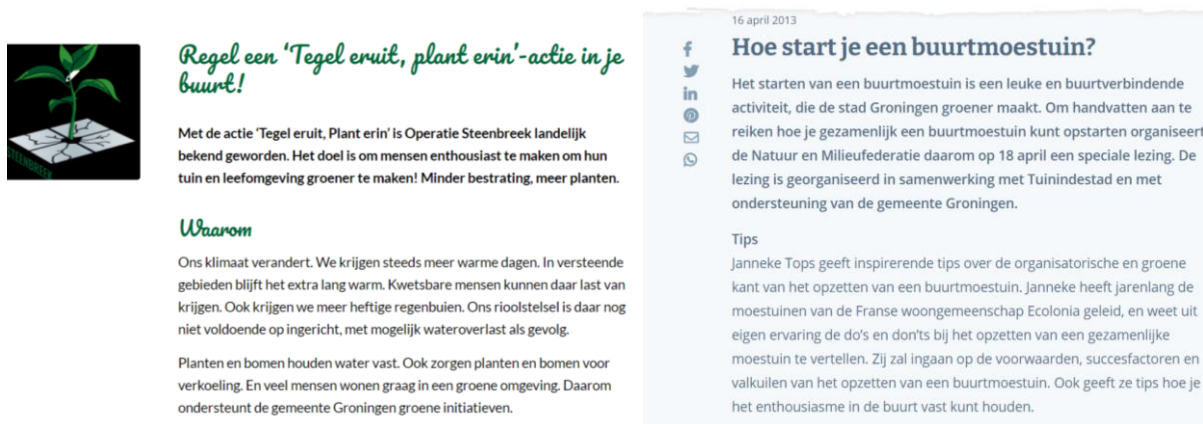 STEENBREEK
Regel een 'Tegel eruit, plant erin'-actie in je
buurt!
Met de actie 'Tegel eruit, Plant erin' is Operatie Steenbreek landelijk
bekend geworden. Het doel is om mensen enthousiast te maken om hun
tuin en leefomgeving groener te maken! Minder bestrating, meer planten.
Waarom
Ons klimaat verandert. We krijgen steeds meer warme dagen. In versteende
gebieden blijft het extra lang warm. Kwetsbare mensen kunnen daar last van
krijgen. Ook krijgen we meer heftige regenbuien. Ons rioolstelsel is daar nog
niet voldoende op ingericht, met mogelijk wateroverlast als gevolg.
Planten en bomen houden water vast. Ook zorgen planten en bomen voor
verkoeling. En veel mensen wonen graag in een groene omgeving. Daarom
ondersteunt de gemeente Groningen groene initiatieven.
16 april 2013
Hoe start je een buurtmoestuin?
Het starten van een buurtmoestuin is een leuke en buurtverbindende
activiteit, die de stad Groningen groener maakt. Om handvatten aan te
reiken hoe je gezamenlijk een buurtmoestuin kunt opstarten organiseert
de Natuur en Milieufederatie daarom op 18 april een speciale lezing. De
lezing is georganiseerd in samenwerking met Tuinindestad en met
ondersteuning van de gemeente Groningen.
Tips
Janneke Tops geeft inspirerende tips over de organisatorische en groene
kant van het opzetten van een buurtmoestuin. Janneke heeft jarenlang de
moestuinen van de Franse woongemeenschap Ecolonia geleid, en weet uit
eigen ervaring de do's en don'ts bij het opzetten van een gezamenlijke
moestuin te vertellen. Zij zal ingaan op de voorwaarden, succesfactoren en
valkuilen van het opzetten van een buurtmoestuin. Ook geeft ze tips hoe je
het enthousiasme in de buurt vast kunt houden.